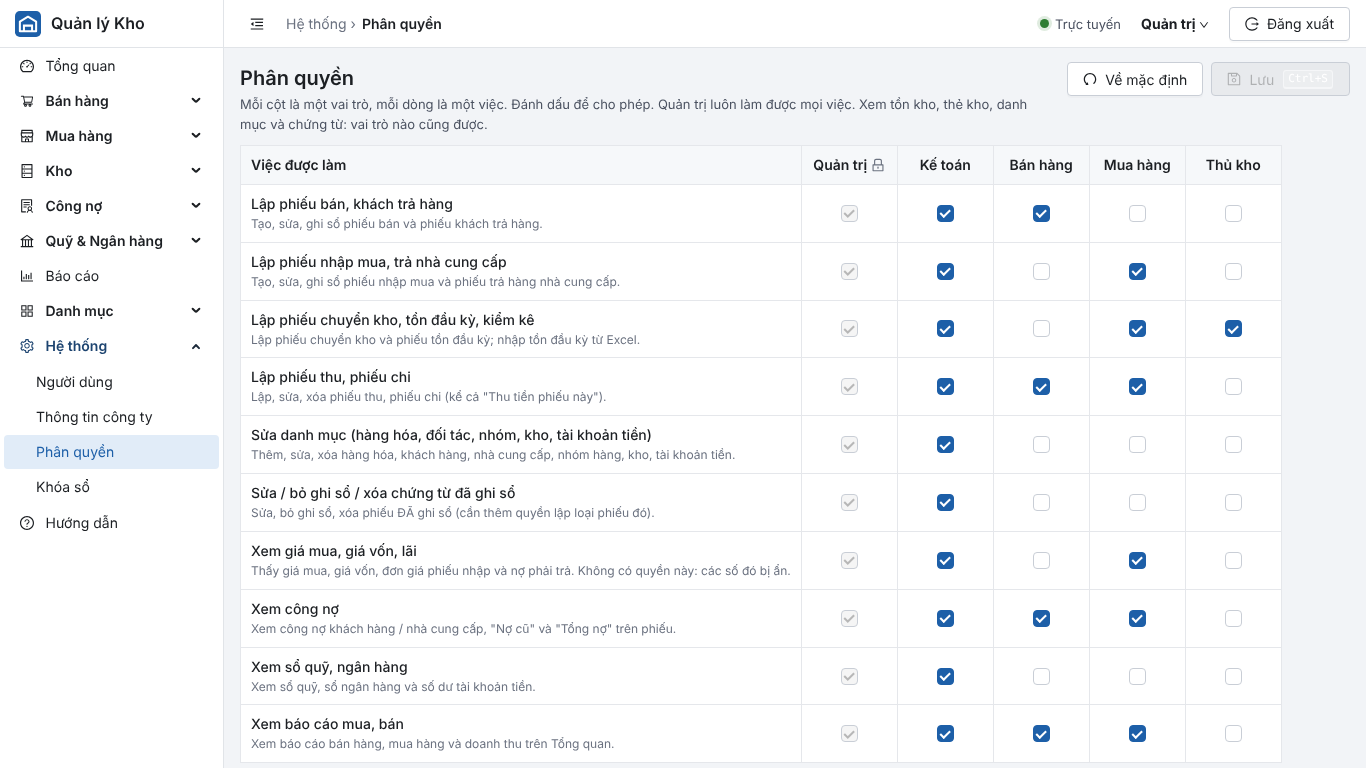 Quản lý Kho
Hệ thống › Phân quyền
Trực tuyến
Quản trị
Đăng xuất
Tổng quan
Bán hàng
Mua hàng
Kho
Công nợ
Quỹ & Ngân hàng
Báo cáo
Danh mục
Hệ thống
Người dùng
Thông tin công ty
Phân quyền
Khóa sổ
Hướng dẫn
Phân quyền
Về mặc định
Lưu Ctrl+S
Mỗi cột là một vai trò, mỗi dòng là một việc. Đánh dấu để cho phép. Quản trị luôn làm được mọi việc. Xem tồn kho, thẻ kho, danh
mục và chứng từ: vai trò nào cũng được.
Việc được làm Quản trị Kế toán Bán hàng Mua hàng Thủ kho
Lập phiếu bán, khách trả hàng
Tạo, sửa, ghi sổ phiếu bán và phiếu khách trả hàng.
Lập phiếu nhập mua, trả nhà cung cấp
Tạo, sửa, ghi sổ phiếu nhập mua và phiếu trả hàng nhà cung cấp.
Lập phiếu chuyển kho, tồn đầu kỳ, kiểm kê
Lập phiếu chuyển kho và phiếu tồn đầu kỳ; nhập tồn đầu kỳ từ Excel.
Lập phiếu thu, phiếu chi
Lập, sửa, xóa phiếu thu, phiếu chi (kể cả "Thu tiền phiếu này").
Sửa danh mục (hàng hóa, đối tác, nhóm, kho, tài khoản tiền)
Thêm, sửa, xóa hàng hóa, khách hàng, nhà cung cấp, nhóm hàng, kho, tài khoản tiền.
Sửa / bỏ ghi sổ / xóa chứng từ đã ghi sổ
Sửa, bỏ ghi sổ, xóa phiếu ĐÃ ghi sổ (cần thêm quyền lập loại phiếu đó).
Xem giá mua, giá vốn, lãi
Thấy giá mua, giá vốn, đơn giá phiếu nhập và nợ phải trả. Không có quyền này: các số đó bị ẩn.
Xem công nợ
Xem công nợ khách hàng / nhà cung cấp, "Nợ cũ" và "Tổng nợ" trên phiếu.
Xem sổ quỹ, ngân hàng
Xem sổ quỹ, sổ ngân hàng và số dư tài khoản tiền.
Xem báo cáo mua, bán
Xem báo cáo bán hàng, mua hàng và doanh thu trên Tổng quan.